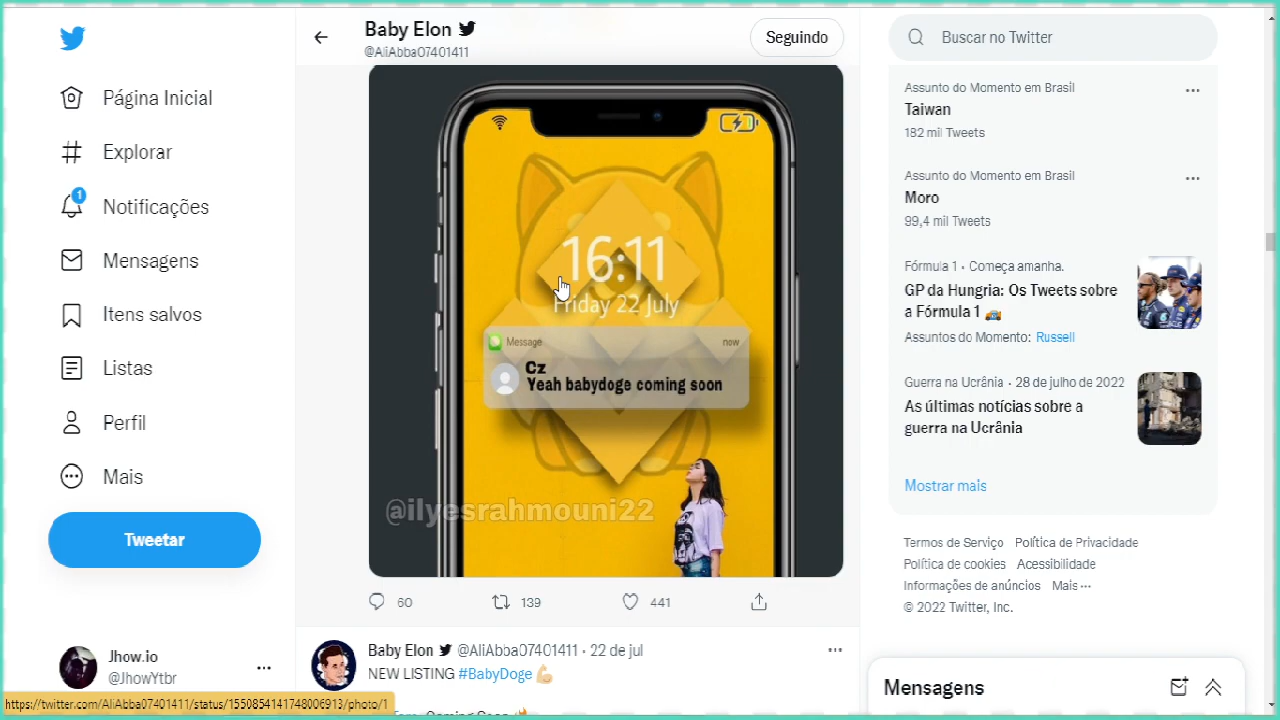 Página Inicial
Explorar
1
Notificações
Mensagens
Itens salvos
Listas
Perfil
Mais
Tweetar
Jhow.io
@JhowYtbr
https://twitter.com/AliAbba07401411/status/1550854141748006913/photo/1
Baby Elon
@AliAbba07401411
Seguindo
16:11
Friday 22 July
Message
now
Cz
Yeah babydoge coming soon
@ilyesrahmouni22
60
139
441
Baby Elon @AliAbba07401411 · 22 de jul
NEW LISTING #BabyDoge
Coming Soon
Buscar no Twitter
Assunto do Momento em Brasil
Taiwan
182 mil Tweets
Assunto do Momento em Brasil
Moro
99,4 mil Tweets
Fórmula 1 · Começa amanha.
GP da Hungria: Os Tweets sobre
a Fórmula 1
Assuntos do Momento: Russell
Guerra na Ucrânia · 28 de julho de 2022
As últimas notícias sobre a
guerra na Ucrânia
Mostrar mais
Termos de Serviço Política de Privacidade
Política de cookies Acessibilidade
Informações de anúncios Mais
© 2022 Twitter, Inc.
Mensagens